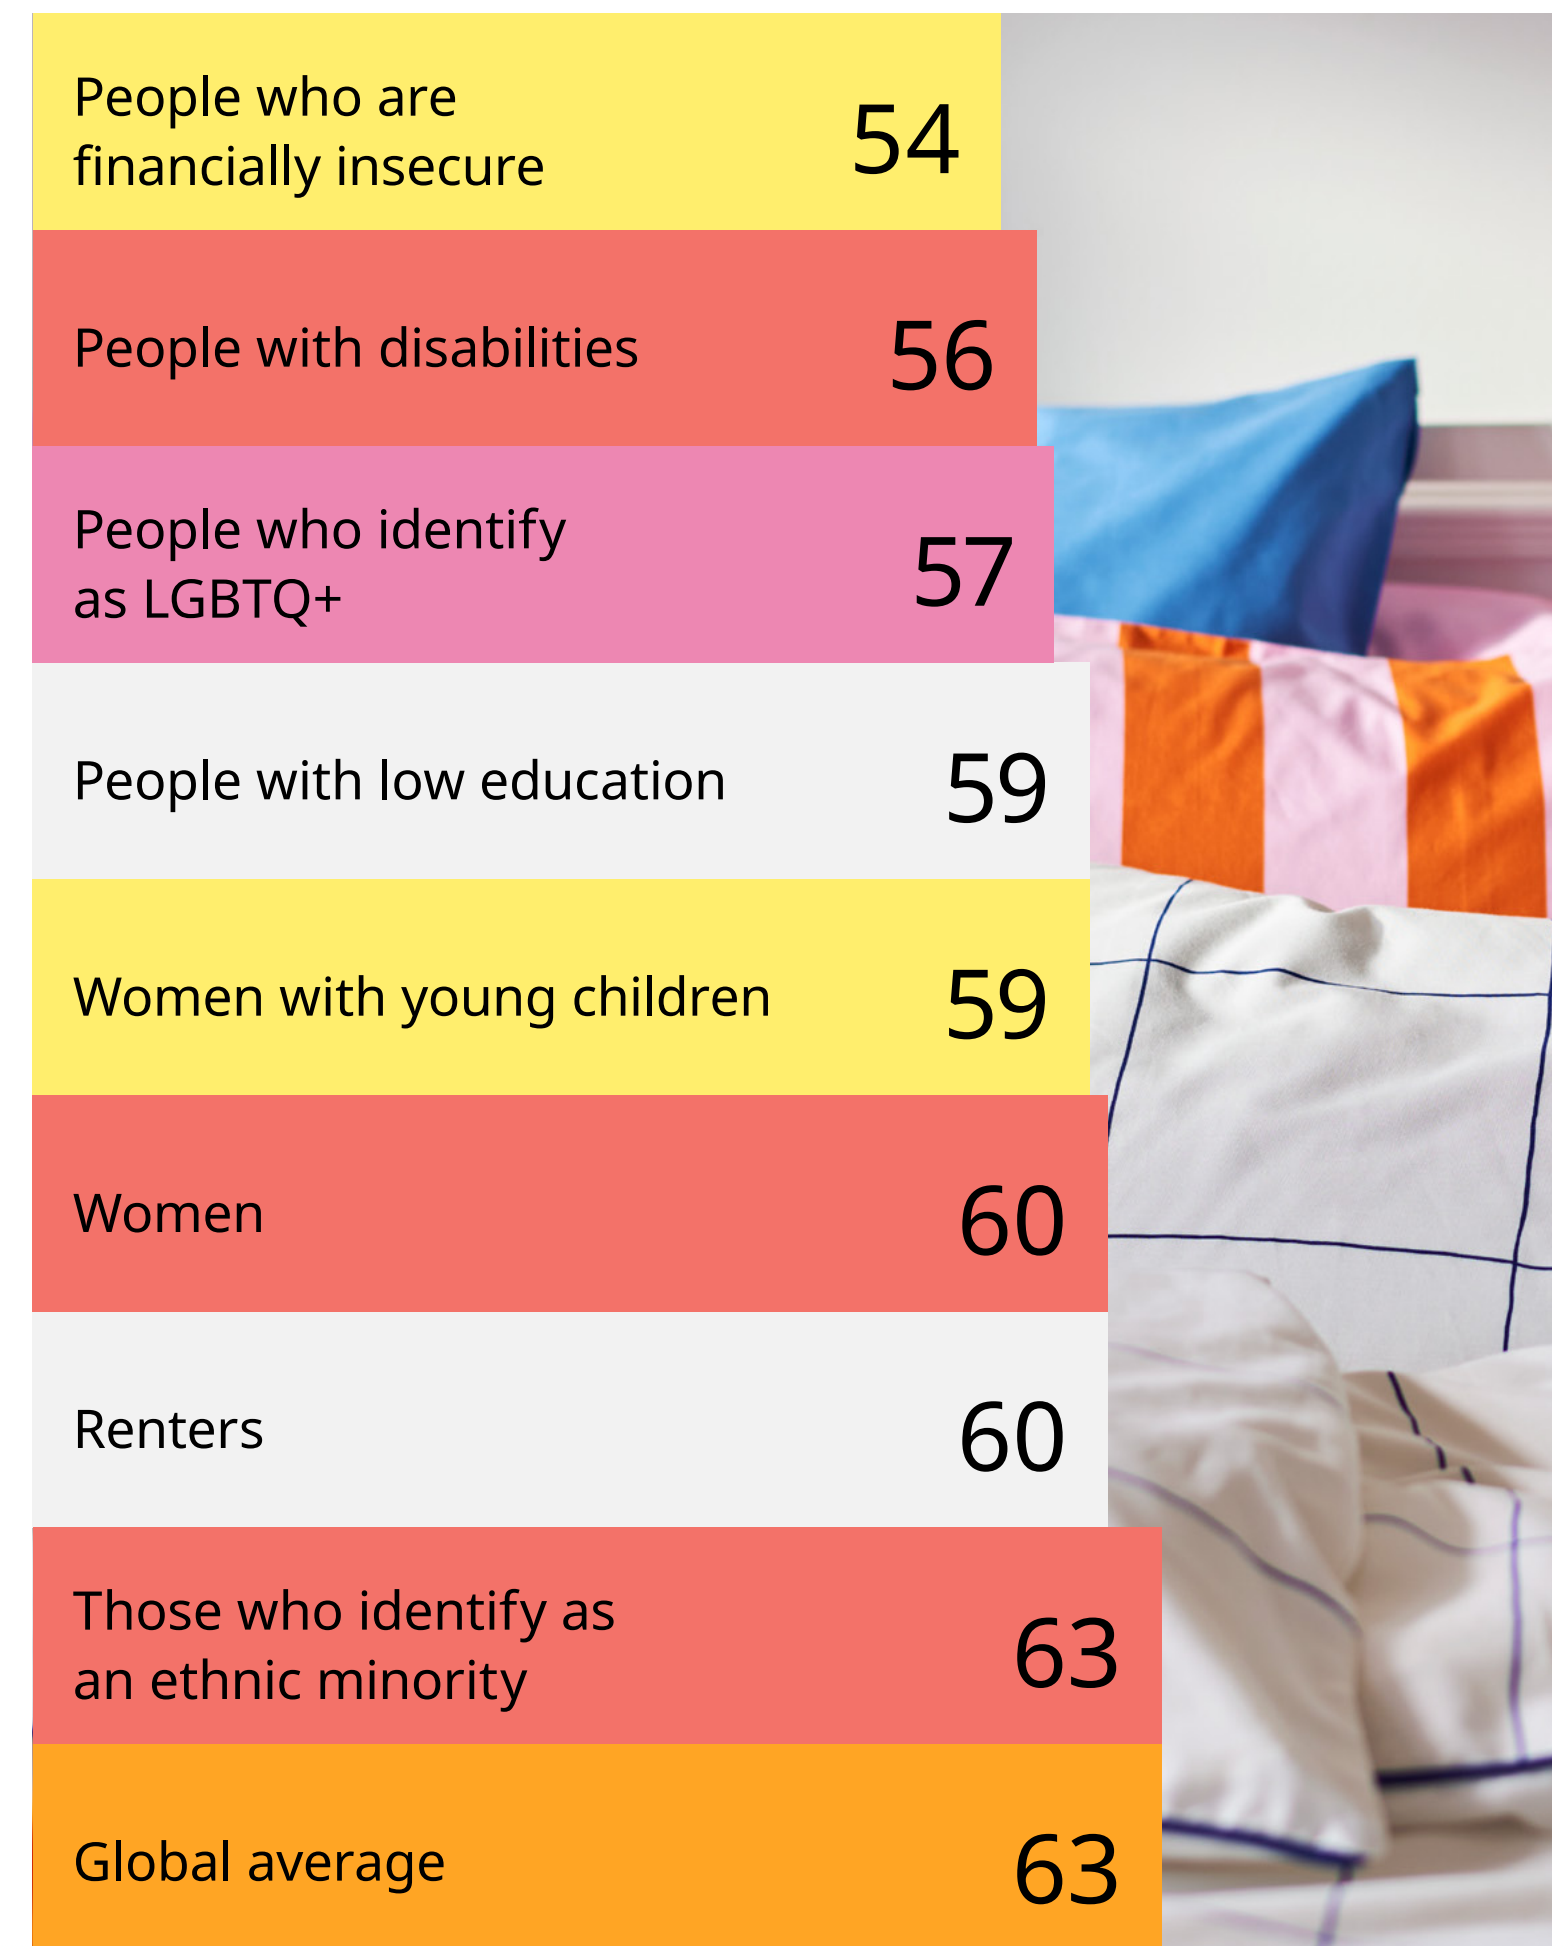 People who are
financially insecure
54
People with disabilities
56
People who identify
as LGBTQ+
57
People with low education
59
Women with young children
59
Women
60
Renters
60
Those who identify as
an ethnic minority
63
Global average
63